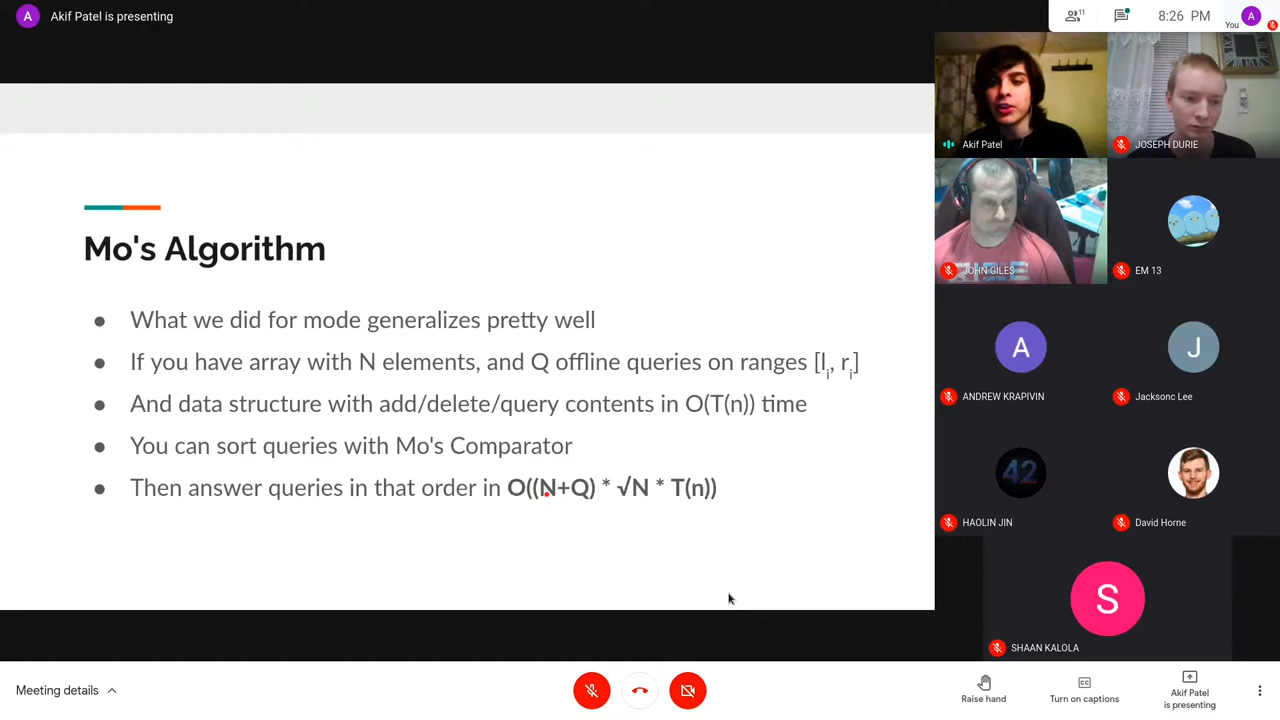 A Akif Patel is presenting
11
8:26 PM
You
A
Mo's Algorithm
● What we did for mode generalizes pretty well
● If you have array with N elements, and Q offline queries on ranges [li, ri]
● And data structure with add/delete/query contents in O(T(n)) time
● You can sort queries with Mo's Comparator
● Then answer queries in that order in O((N+Q) * √N * T(n))
Akif Patel
JOSEPH DURIE
JOHN GILES
EM 13
A
ANDREW KRAPIVIN
J
Jacksonc Lee
42
HAOLIN JIN
David Horne
S
SHAAN KALOLA
Meeting details
Raise hand
CC
Turn on captions
Akif Patel
is presenting